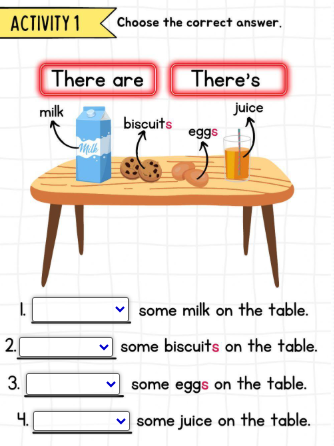 ACTIVITY 1
Choose the correct answer.
There are
There's
milk
biscuits
eggs
juice
Milk
1. some milk on the table.
2. some biscuits on the table.
3. some eggs on the table.
4. some juice on the table.